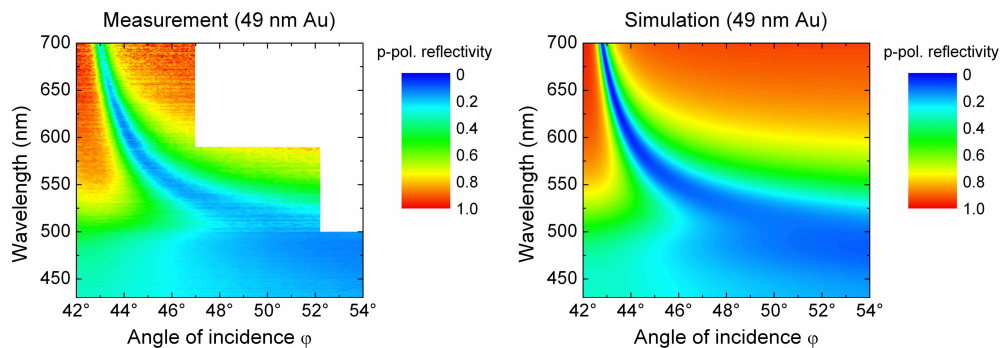 Measurement (49 nm Au)
700
650
600
550
500
450
Wavelength (nm)
42° 44° 46° 48° 50° 52° 54°
Angle of incidence φ
p-pol. reflectivity
0
0.2
0.4
0.6
0.8
1.0
Simulation (49 nm Au)
700
650
600
550
500
450
Wavelength (nm)
42° 44° 46° 48° 50° 52° 54°
Angle of incidence φ
p-pol. reflectivity
0
0.2
0.4
0.6
0.8
1.0